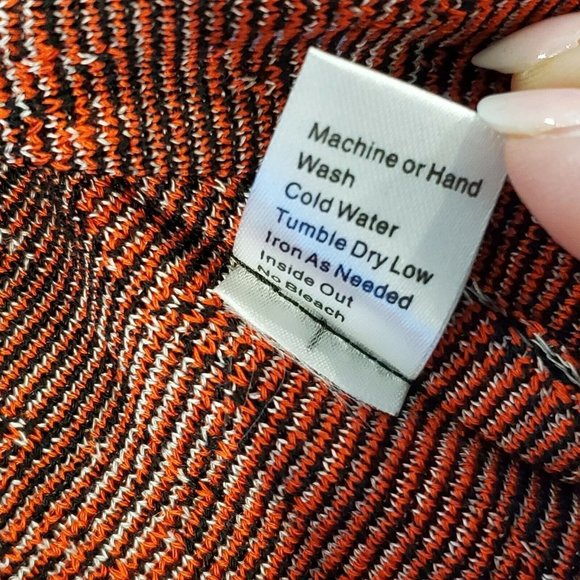 Machine or Hand
Wash
Cold Water
Tumble Dry Low
Iron As Needed
Inside Out
No Bleach